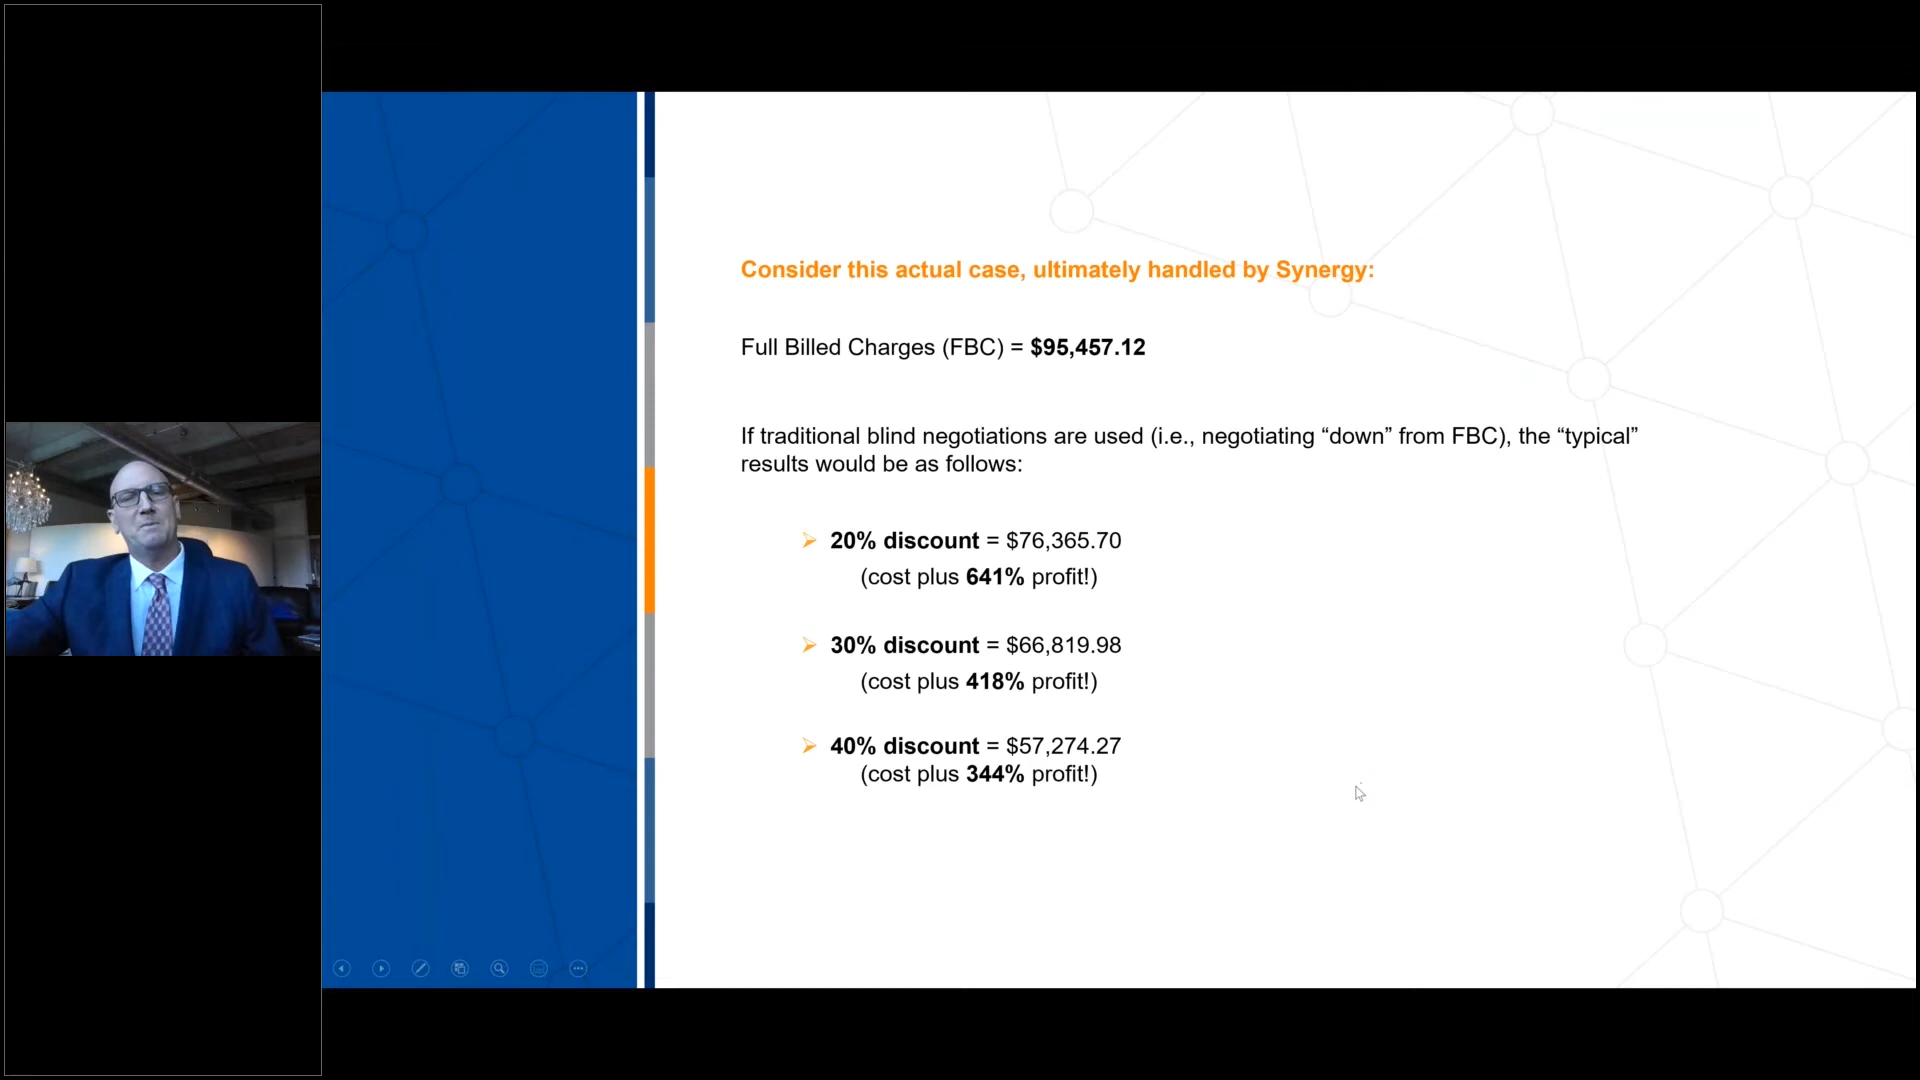 Consider this actual case, ultimately handled by Synergy:
Full Billed Charges (FBC) = $95,457.12
If traditional blind negotiations are used (i.e., negotiating “down” from FBC), the “typical”
results would be as follows:
20% discount = $76,365.70
(cost plus 641% profit!)
30% discount = $66,819.98
(cost plus 418% profit!)
40% discount = $57,274.27
(cost plus 344% profit!)